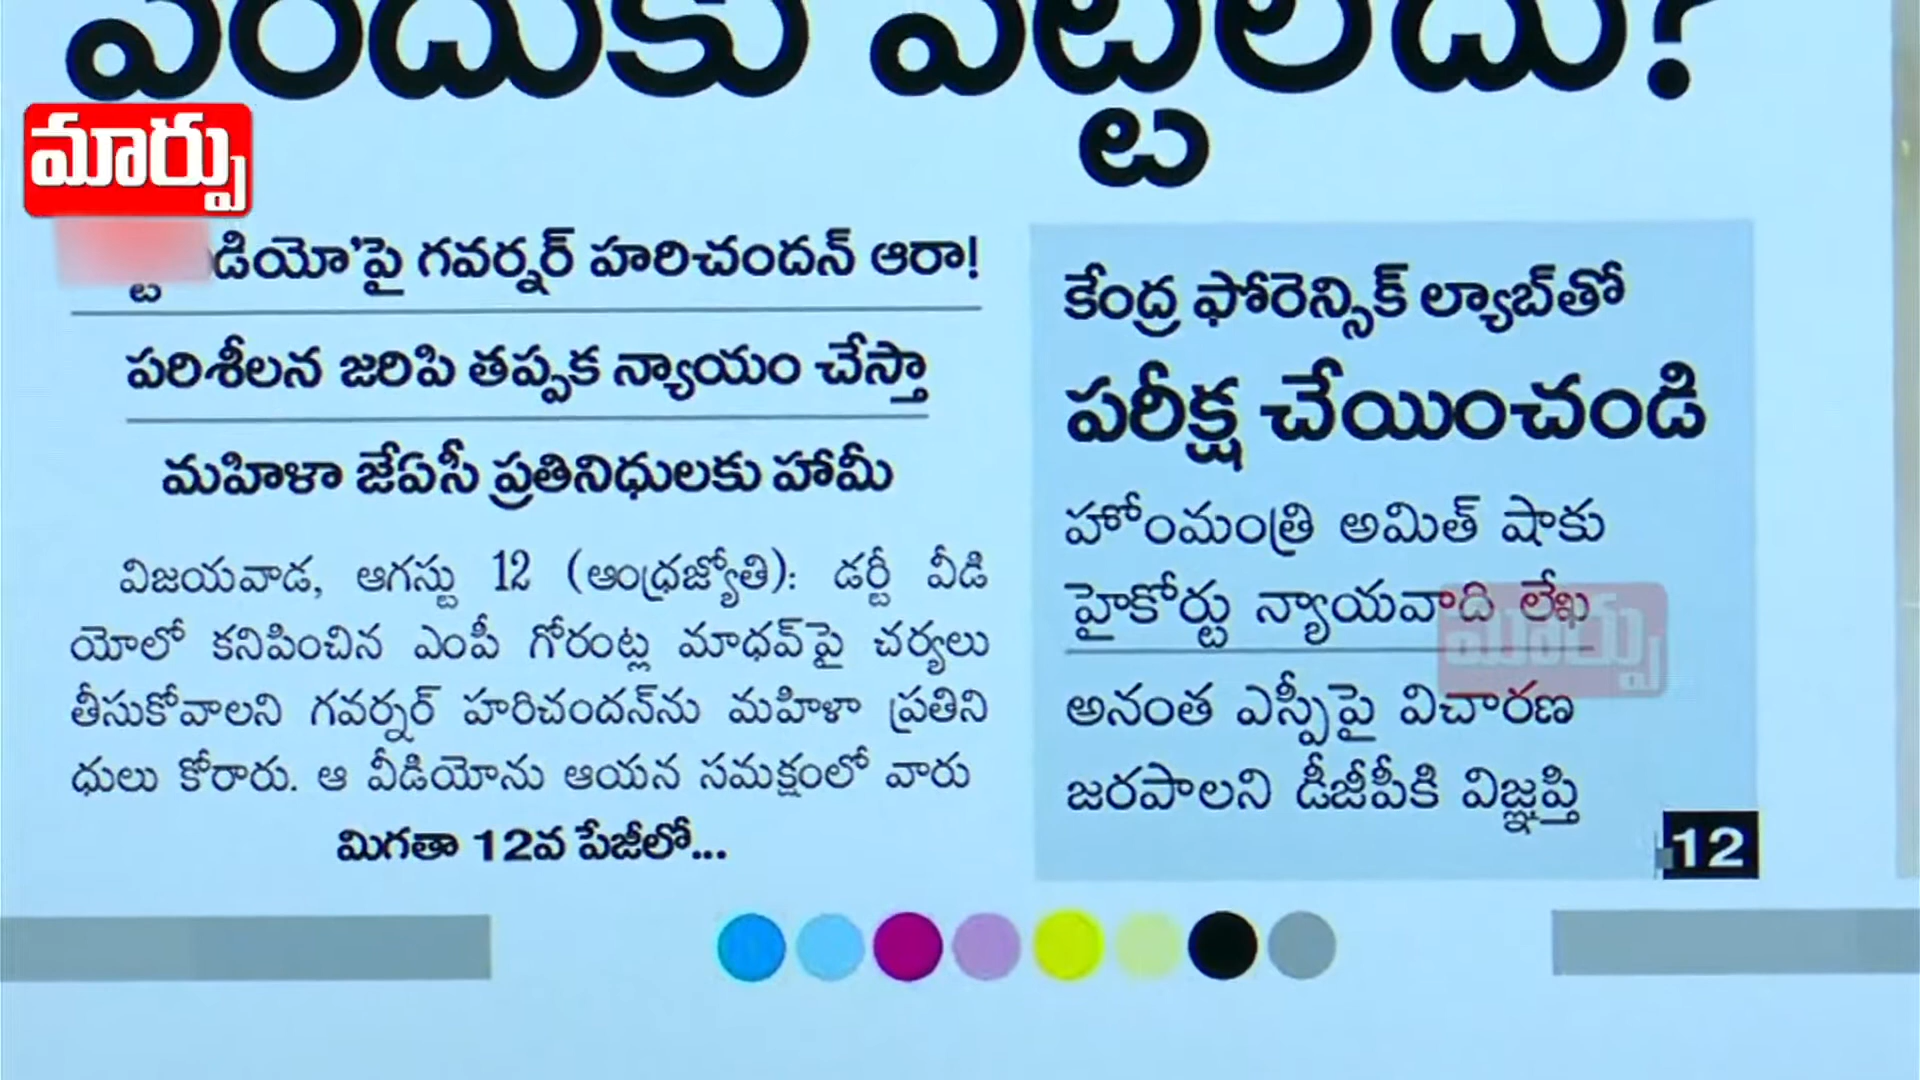 ఎందుకు పట్టలేదు?
మార్పు
డియో'పై గవర్నర్ హరిచందన్ ఆరా!
పరిశీలన జరిపి తప్పక న్యాయం చేస్తా
మహిళా జేఏసీ ప్రతినిధులకు హామీ
విజయవాడ, ఆగస్టు 12 (ఆంధ్రజ్యోతి): డర్టీ వీడి
యోలో కనిపించిన ఎంపీ గోరంట్ల మాధవ్‌పై చర్యలు
తీసుకోవాలని గవర్నర్ హరిచందన్‌ను మహిళా ప్రతిని
ధులు కోరారు. ఆ వీడియోను ఆయన సమక్షంలో వారు
మిగతా 12వ పేజీలో...
కేంద్ర ఫోరెన్సిక్ ల్యాబ్‌తో
పరీక్ష చేయించండి
హోంమంత్రి అమిత్ షాకు
హైకోర్టు న్యాయవాది లేఖ
మార్పు
అనంత ఎస్పీపై విచారణ
జరపాలని డీజీపీకి విజ్ఞప్తి
12